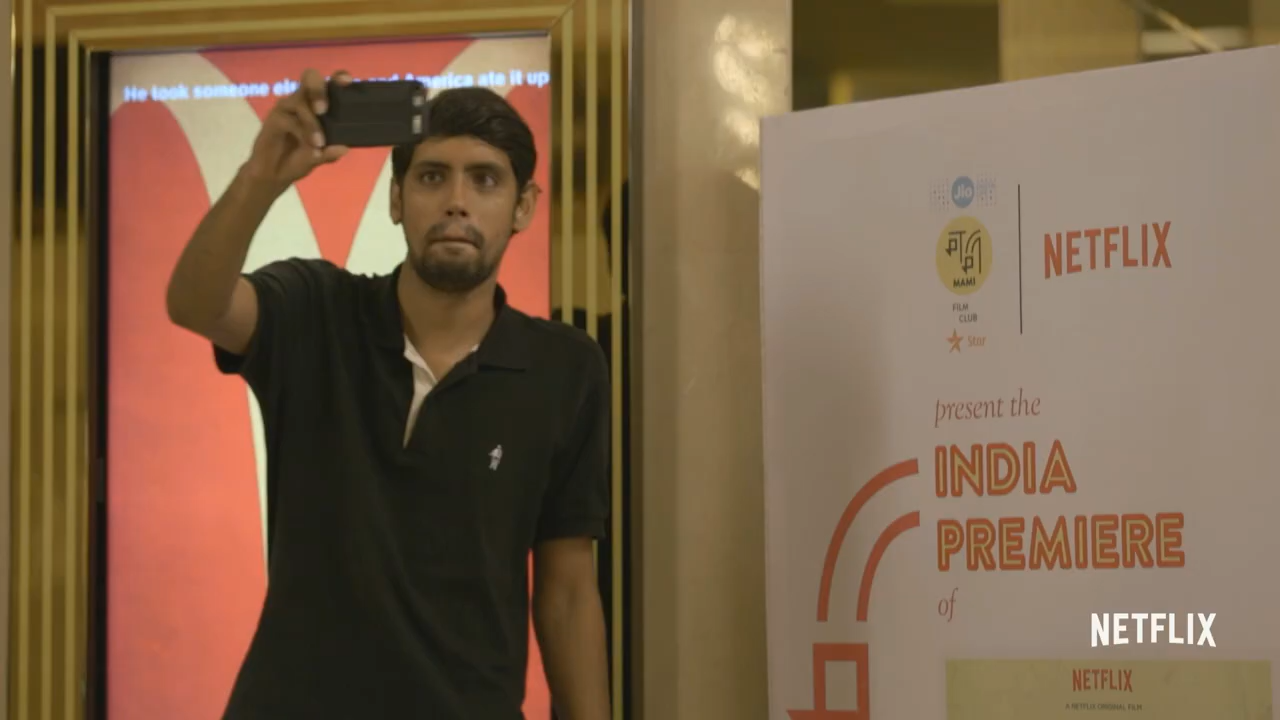 He took someone els and America ate it up
Jio
मामी
MAMI
FILM
CLUB
Star
NETFLIX
present the
INDIA
PREMIERE
of
NETFLIX
NETFLIX
A NETFLIX ORIGINAL FILM